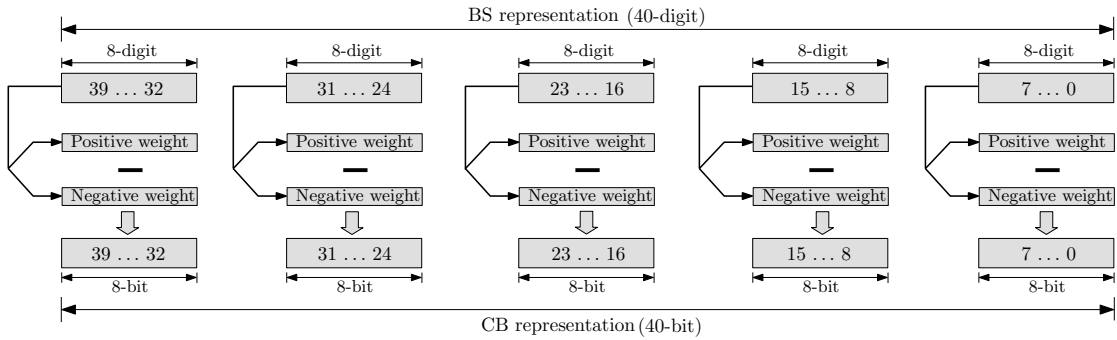 BS representation (40-digit)
8-digit 8-digit 8-digit 8-digit 8-digit
39 ... 32 31 ... 24 23 ... 16 15 ... 8 7 ... 0
Positive weight Positive weight Positive weight Positive weight Positive weight
Negative weight Negative weight Negative weight Negative weight Negative weight
39 ... 32 31 ... 24 23 ... 16 15 ... 8 7 ... 0
8-bit 8-bit 8-bit 8-bit 8-bit
CB representation (40-bit)